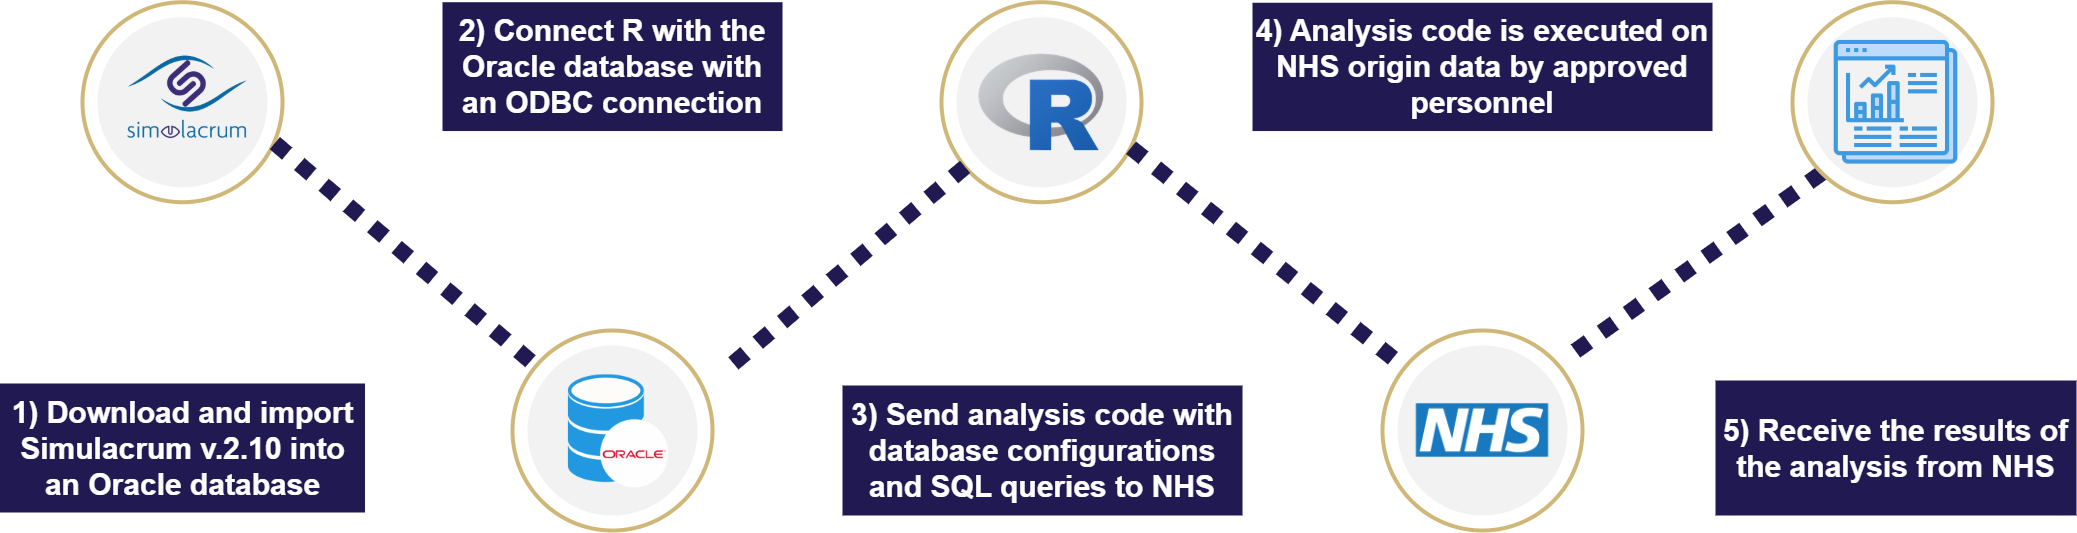 simulacrum
1) Download and import
Simulacrum v.2.10 into
an Oracle database
2) Connect R with the
Oracle database with
an ODBC connection
ORACLE
R
3) Send analysis code with
database configurations
and SQL queries to NHS
4) Analysis code is executed on
NHS origin data by approved
personnel
NHS
5) Receive the results of
the analysis from NHS